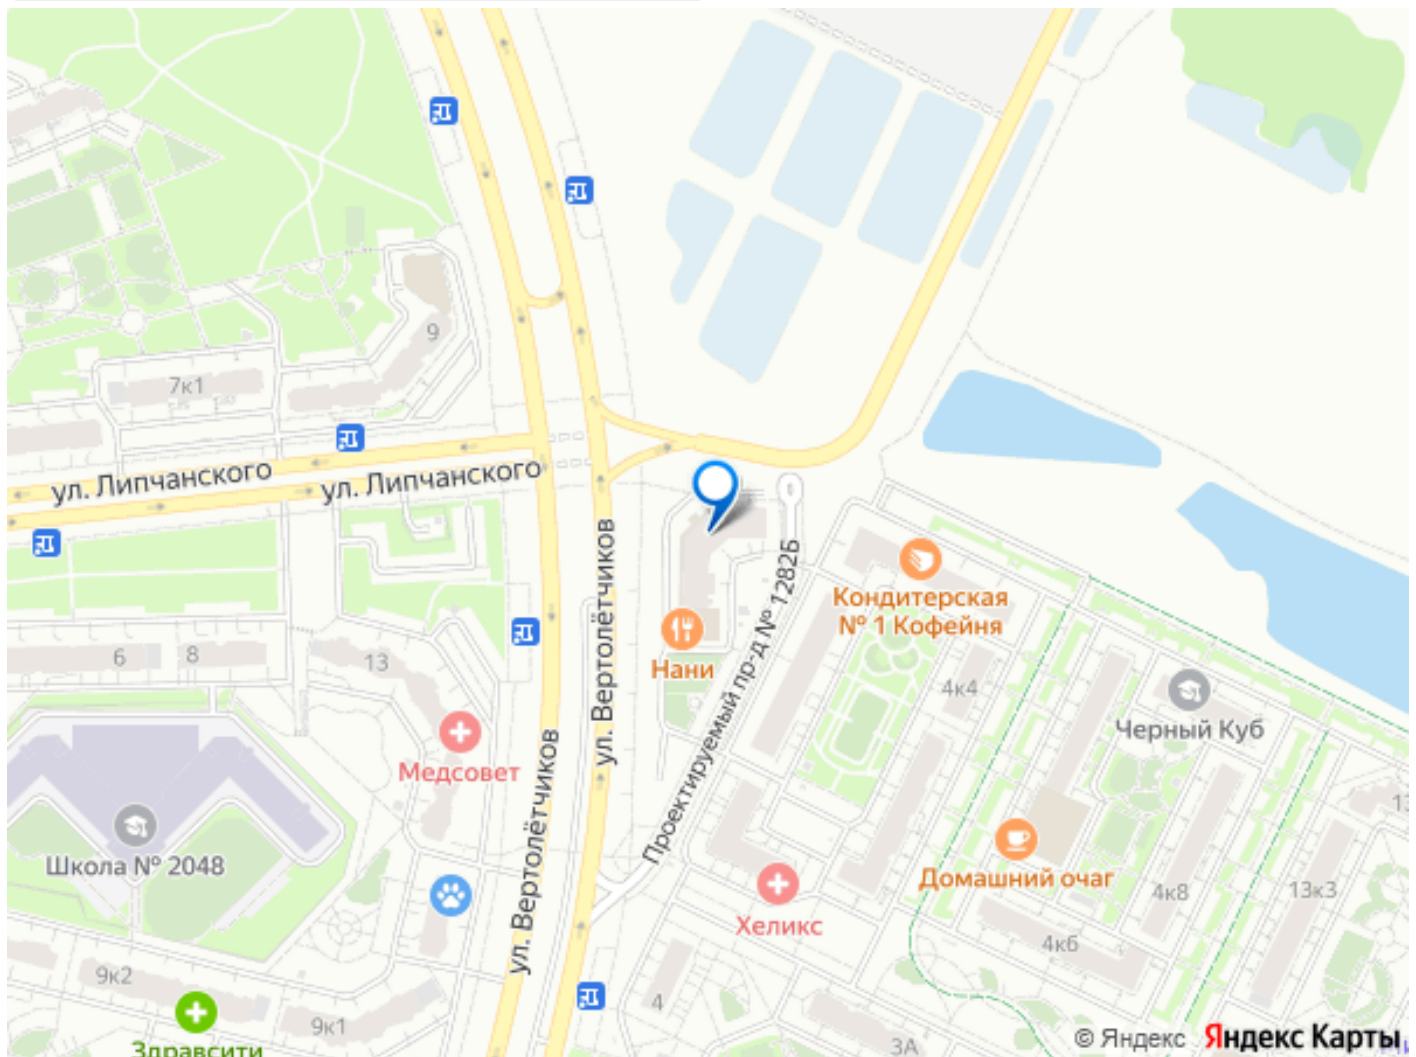 9
7к1
ул. Липчанского
ул. Липчанского
ул. Вертолётчиков
Проектируемый пр-д № 1282Б
Кондитерская
№ 1 Кофейня
Нани
6
8
13
4к4
Черный Куб
Медсовет
ул. Вертолётчиков
Школа № 2048
Домашний очаг
Хеликс
4к8
13к3
4к6
9к2
4
9к1
3А
Здравсити
© Яндекс Яндекс Карты